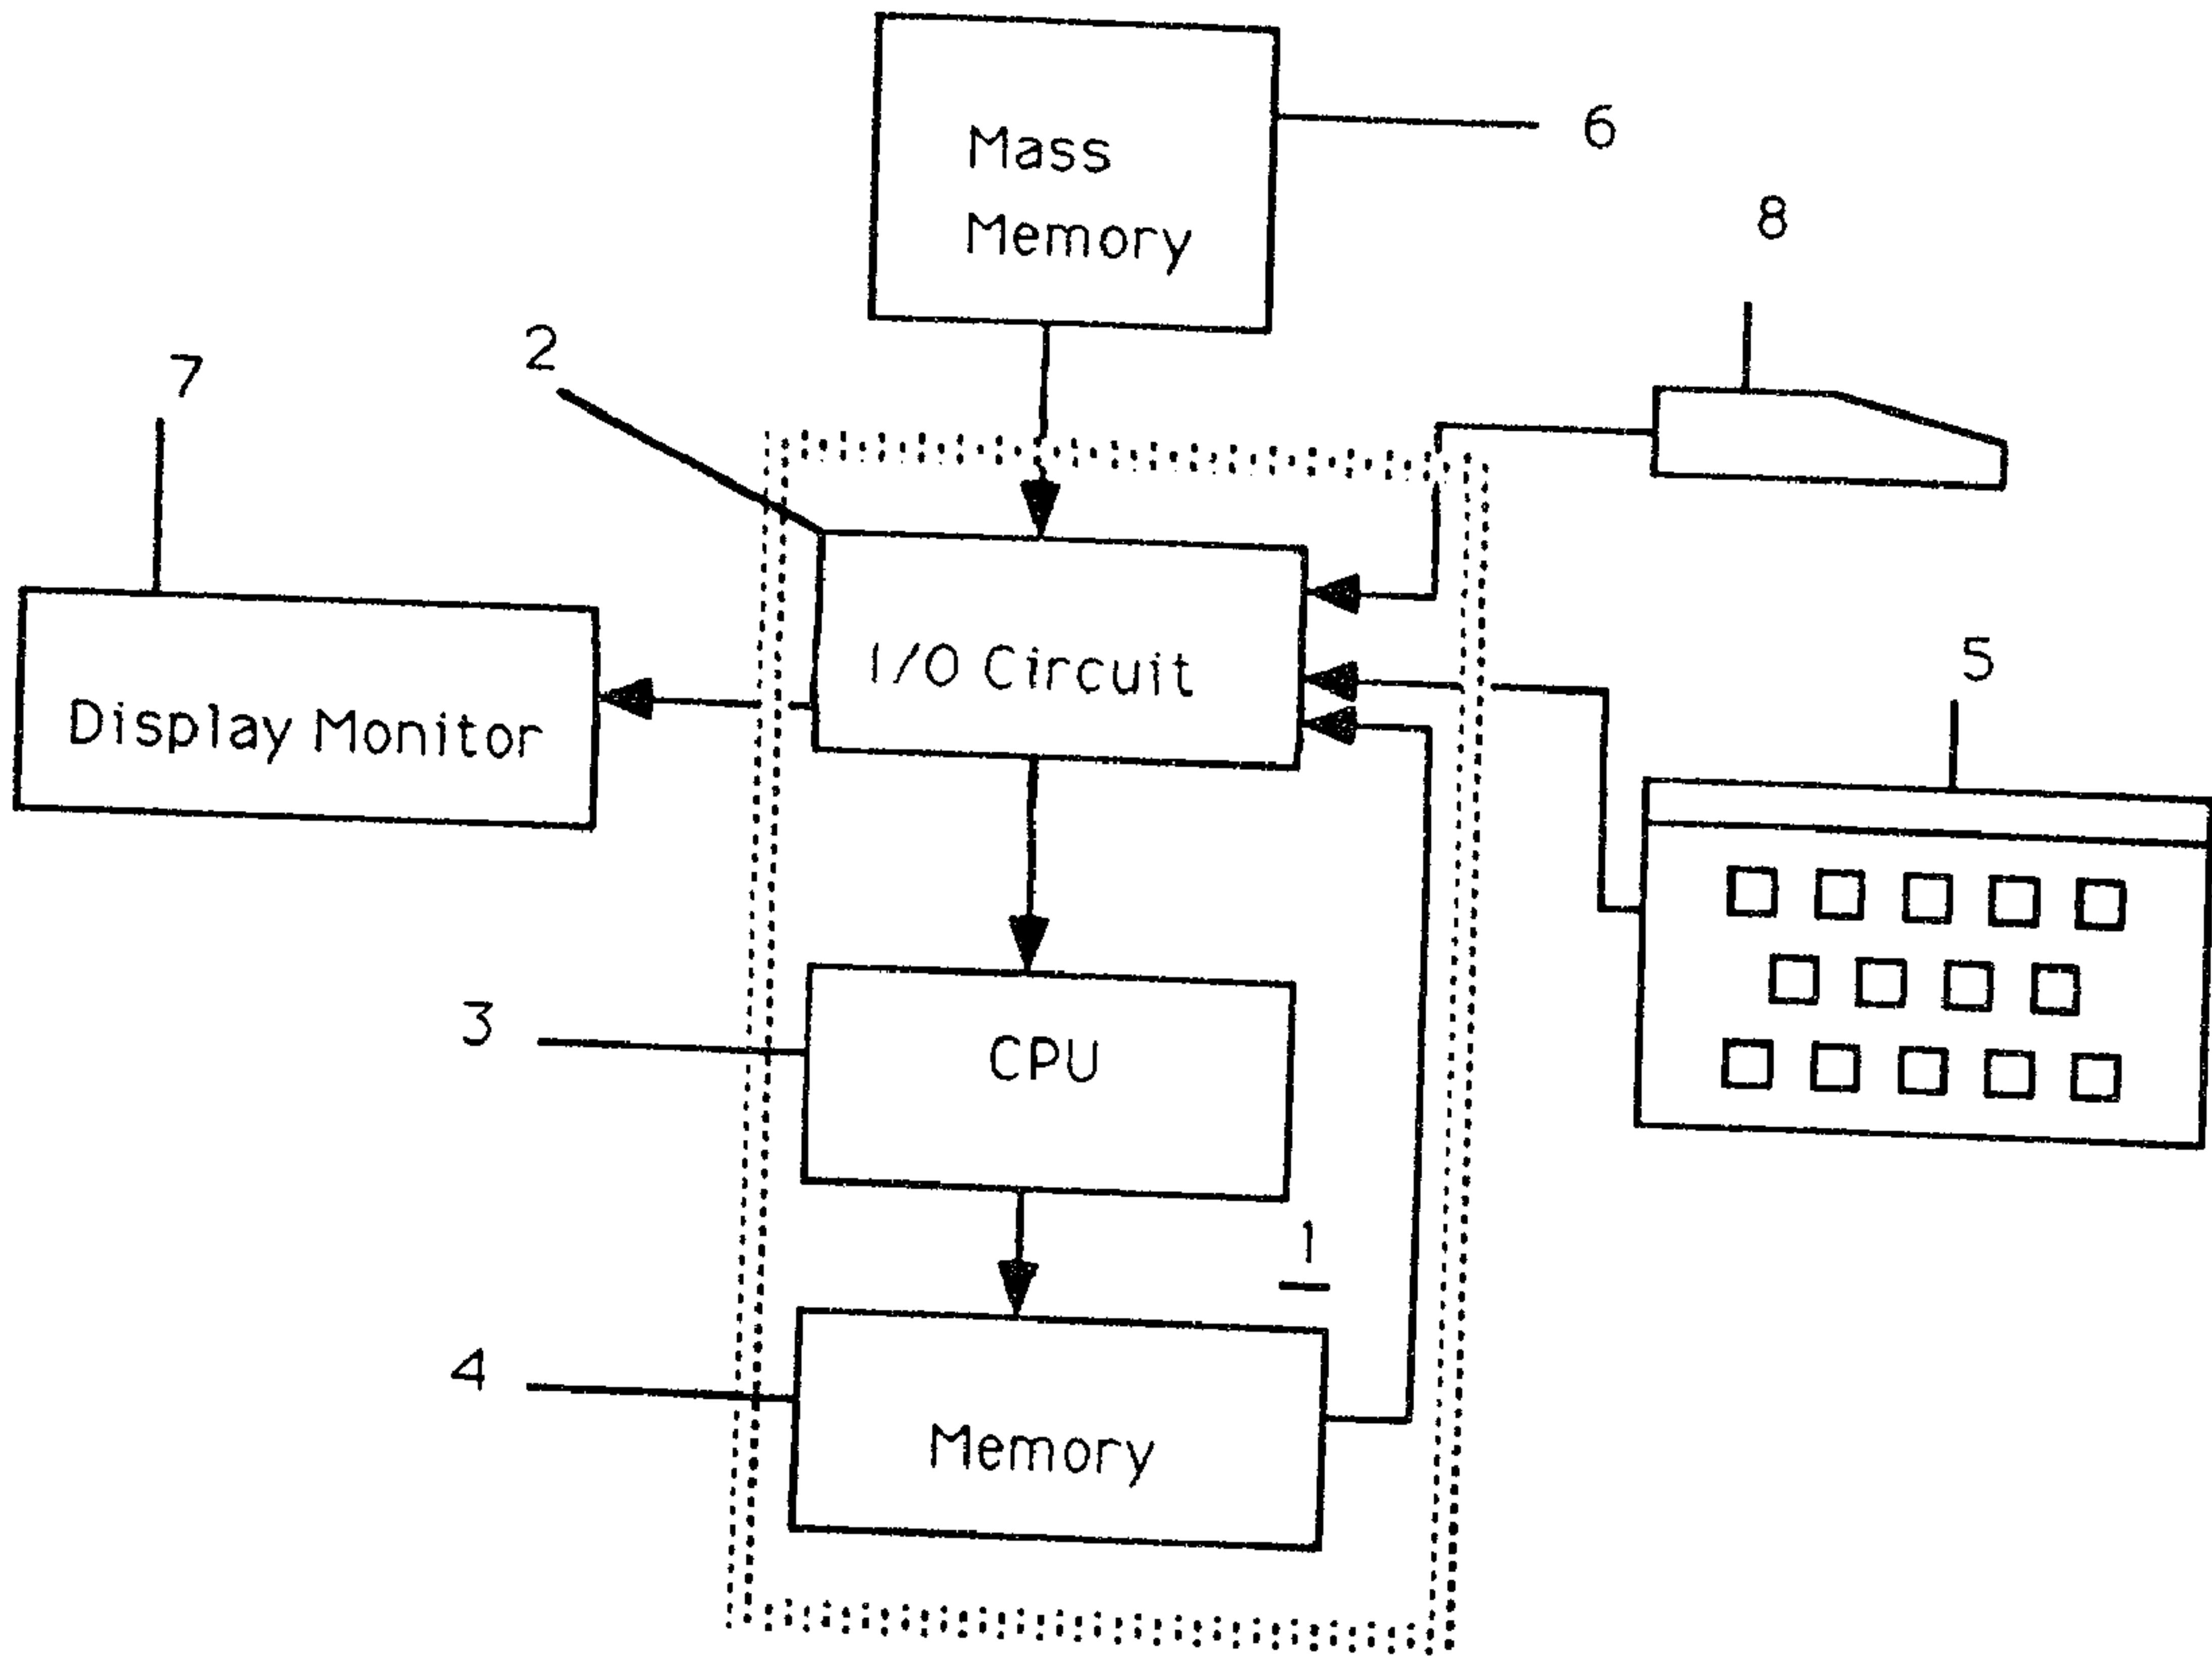 Mass
Memory
6
8
2
7
I/O Circuit
Display Monitor
5
3
CPU
1
4
Memory